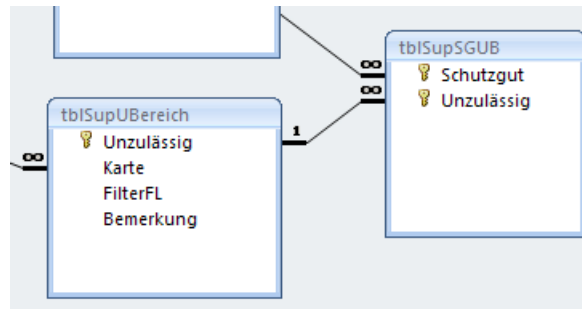 tblSupSGUB
∞
Schutzgut
∞
Unzulässig
tblSupUBereich
1
Unzulässig
∞
Karte
FilterFL
Bemerkung